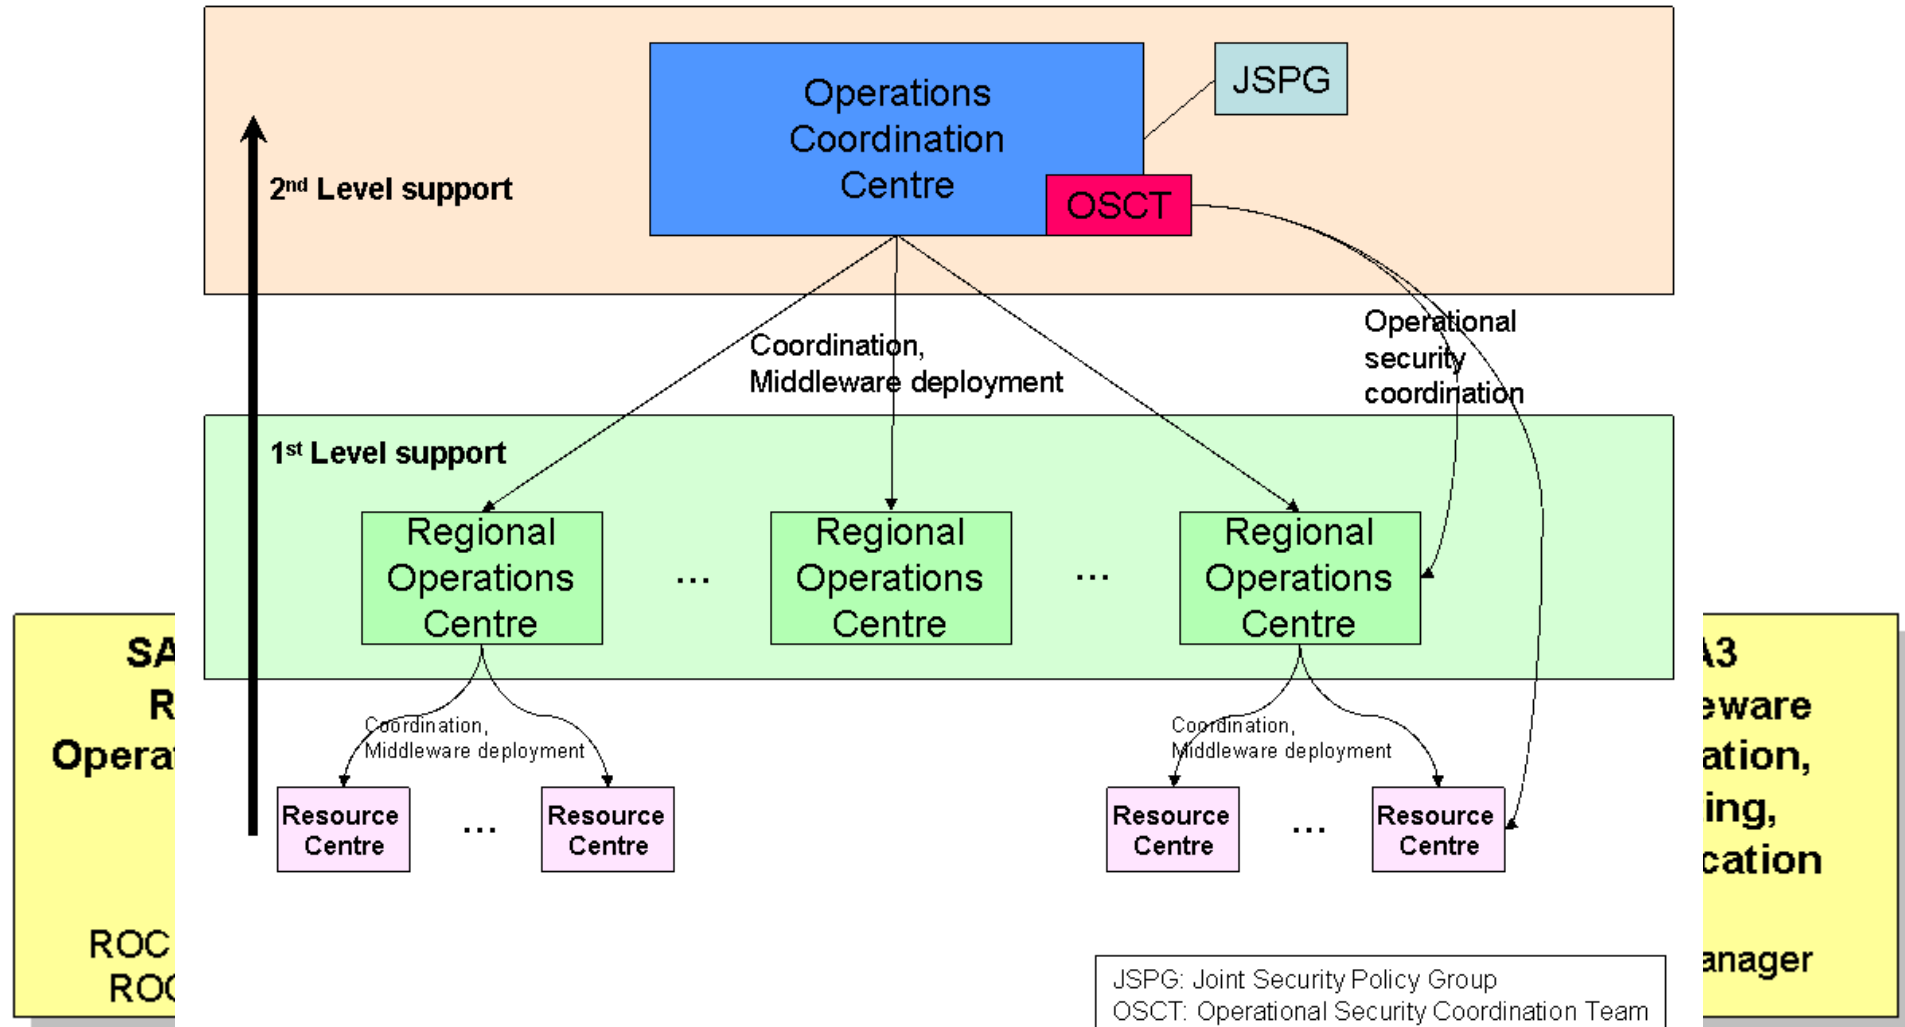 Operations
Coordination
Centre
JSPG
OSCT
2nd Level support
Coordination,
Middleware deployment
Operational
security
coordination
1st Level support
Regional
Operations
Centre
...
Regional
Operations
Centre
...
Regional
Operations
Centre
Coordination,
Middleware deployment
Coordination,
Middleware deployment
Resource
Centre
...
Resource
Centre
Resource
Centre
...
Resource
Centre
ROC
JSPG: Joint Security Policy Group
OSCT: Operational Security Coordination Team